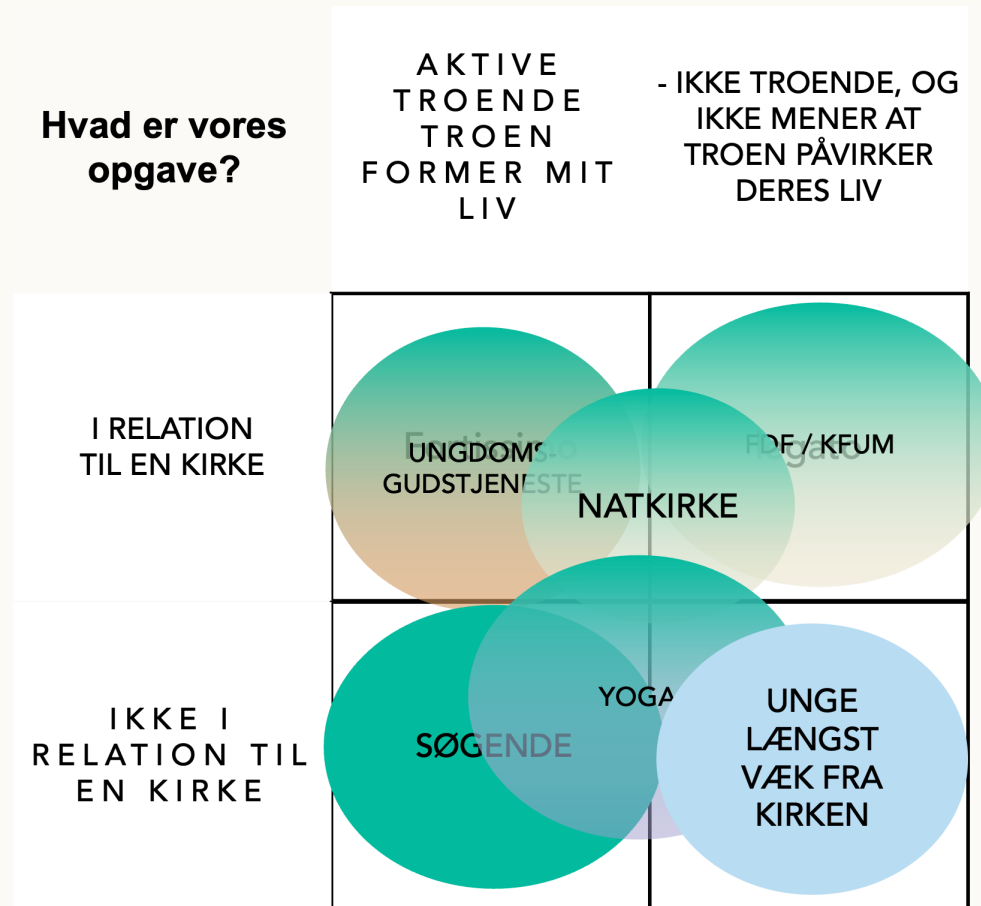 Hvad er vores
opgave?
AKTIVE
TROENDE
TROEN
FORMER MIT
LIV
- IKKE TROENDE, OG
IKKE MENER AT
TROEN PÅVIRKER
DERES LIV
I RELATION
TIL EN KIRKE
UNGDOMS-
GUDSTJENESTE
NATKIRKE
FDF / KFUM
IKKE I
RELATION TIL
EN KIRKE
SØGENDE
YOGA
UNGE
LÆNGST
VÆK FRA
KIRKEN